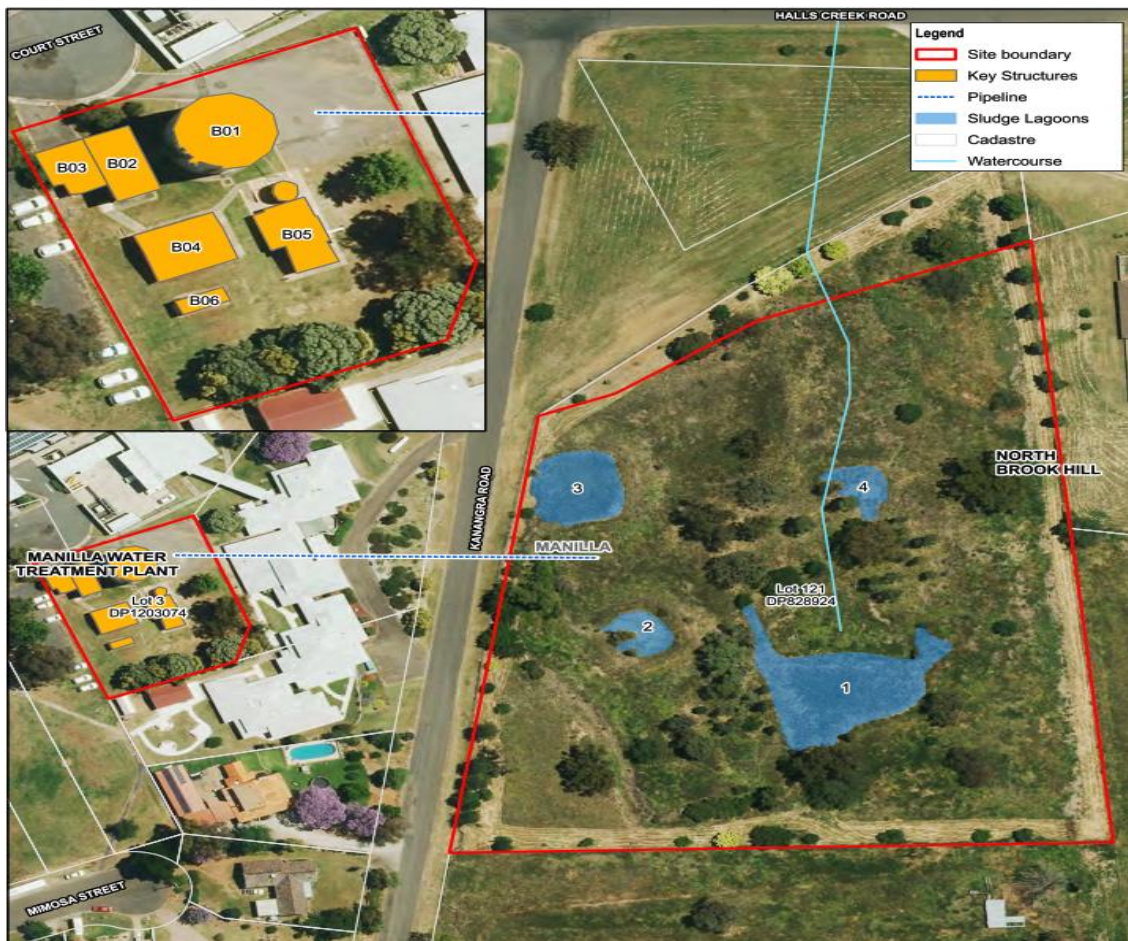 COURT STREET
B01
B03
B02
B04
B05
B06
HALLS CREEK ROAD
Legend
Site boundary
Key Structures
Pipeline
Sludge Lagoons
Cadastre
Watercourse
KANANGRA ROAD
NORTH
BROOK HILL
3
4
MANILLA
MANILLA WATER
TREATMENT PLANT
Lot 3
DP1203074
Lot 121
DP828924
2
1
MIMOSA STREET